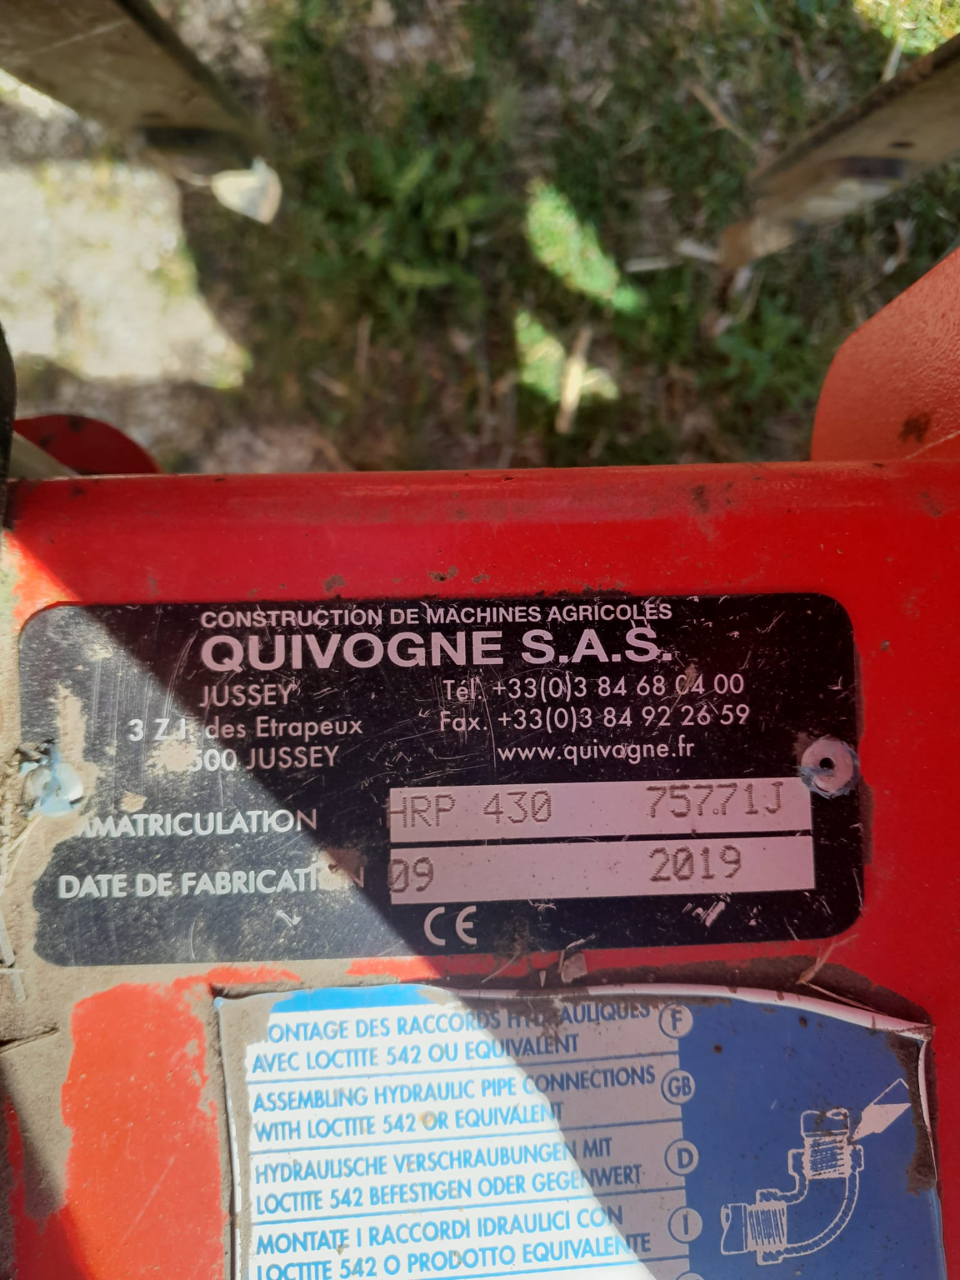 CONSTRUCTION DE MACHINES AGRICOLES
QUIVOGNE S.A.S.
JUSSEY
Tél. +33(0)3 84 68 04 00
3 Z.I. des Etrapeux
Fax. +33(0)3 84 92 26 59
500 JUSSEY
www.quivogne.fr
MMATRICULATION
HRP 430 75771J
DATE DE FABRICATION
09 2019
CE
ONTAGE DES RACCORDS HYDRAULIQUES F
AVEC LOCTITE 542 OU EQUIVALENT
ASSEMBLING HYDRAULIC PIPE CONNECTIONS GB
WITH LOCTITE 542 OR EQUIVALENT
HYDRAULISCHE VERSCHRAUBUNGEN MIT D
LOCTITE 542 BEFESTIGEN ODER GEGENWERT
MONTATE I RACCORDI IDRAULICI CON I
LOCTITE 542 O PRODOTTO EQUIVALENTE